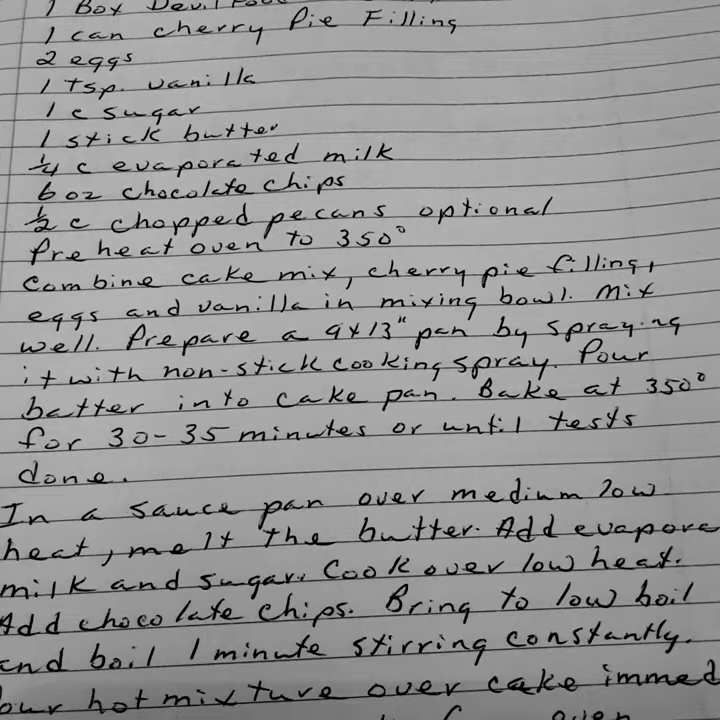 1 Box Devil
1 can cherry Pie Filling
2 eggs
1 Tsp. vanilla
1 c sugar
1 stick butter
1/4 c evaporated milk
6 oz chocolate chips
1/2 c chopped pecans optional
Preheat oven to 350°
Combine cake mix, cherry pie filling,
eggs and vanilla in mixing bowl. Mix
well. Prepare a 9x13" pan by spraying
it with non-stick cooking spray. Pour
batter into cake pan. Bake at 350°
for 30-35 minutes or until tests
done.
In a sauce pan over medium low
heat, melt the butter. Add evapora
milk and sugar. Cook over low heat.
Add chocolate chips. Bring to low boil
and boil 1 minute stirring constantly.
our hot mixture over cake immed